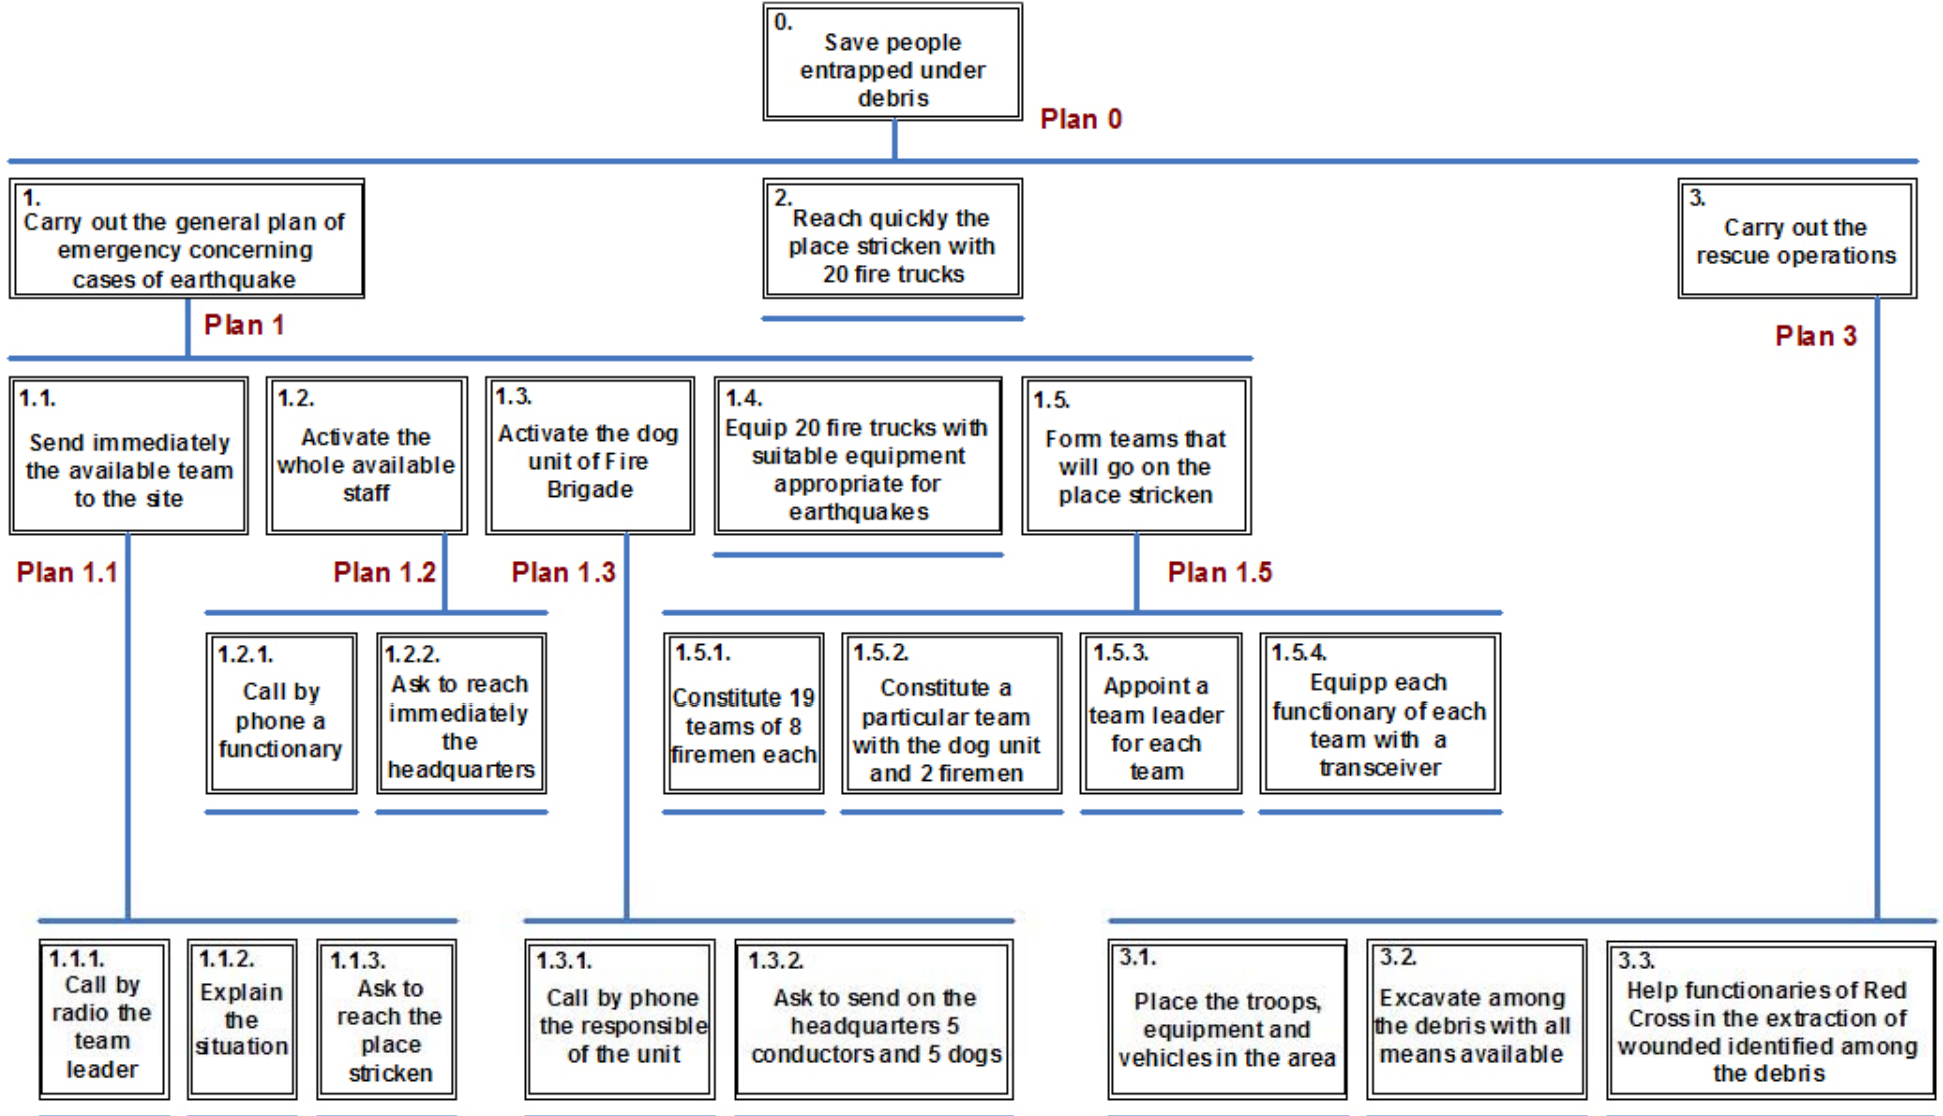 0.
Save people
entrapped under
debris
Plan 0
1.
Carry out the general plan of
emergency concerning
cases of earthquake
2.
Reach quickly the
place stricken with
20 fire trucks
3.
Carry out the
rescue operations
Plan 1
Plan 3
1.1.
Send immediately
the available team
to the site
1.2.
Activate the
whole available
staff
1.3.
Activate the dog
unit of Fire
Brigade
1.4.
Equip 20 fire trucks with
suitable equipment
appropriate for
earthquakes
1.5.
Form teams that
will go on the
place stricken
Plan 1.1
Plan 1.2
Plan 1.3
Plan 1.5
1.2.1.
Call by
phone a
functionary
1.2.2.
Ask to reach
immediately
the
headquarters
1.5.1.
Constitute 19
teams of 8
firemen each
1.5.2.
Constitute a
particular team
with the dog unit
and 2 firemen
1.5.3.
Appoint a
team leader
for each
team
1.5.4.
Equipp each
functionary of each
team with a
transceiver
1.1.1.
Call by
radio the
team
leader
1.1.2.
Explain
the
situation
1.1.3.
Ask to
reach the
place
stricken
1.3.1.
Call by phone
the responsible
of the unit
1.3.2.
Ask to send on the
headquarters 5
conductors and 5 dogs
3.1.
Place the troops,
equipment and
vehicles in the area
3.2.
Excavate among
the debris with all
means available
3.3.
Help functionaries of Red
Cross in the extraction of
wounded identified among
the debris